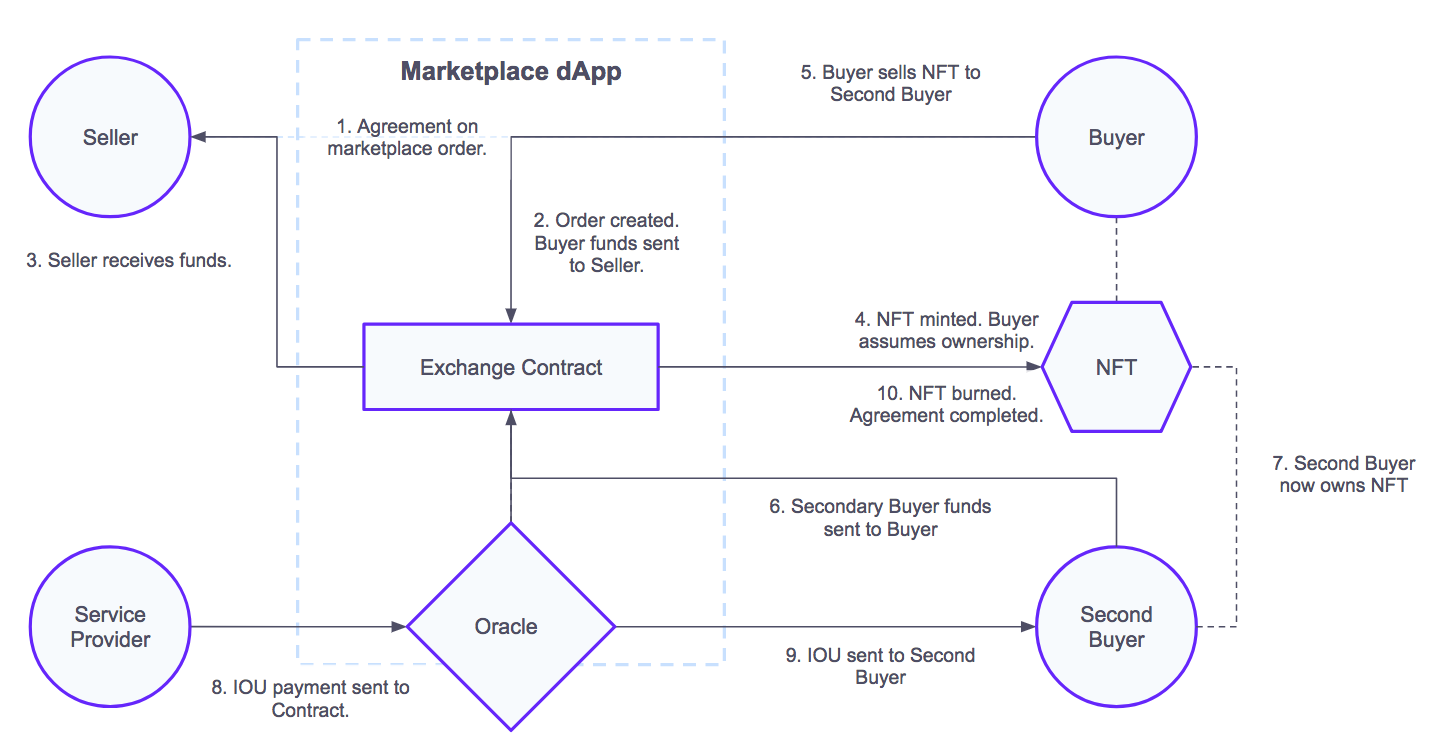 Marketplace dApp
Seller
1. Agreement on
marketplace order.
5. Buyer sells NFT to
Second Buyer
Buyer
2. Order created.
Buyer funds sent
to Seller.
3. Seller receives funds.
Exchange Contract
4. NFT minted. Buyer
assumes ownership.
NFT
10. NFT burned.
Agreement completed.
7. Second Buyer
now owns NFT
6. Secondary Buyer funds
sent to Buyer
Service
Provider
Oracle
Second
Buyer
8. IOU payment sent to
Contract.
9. IOU sent to Second
Buyer